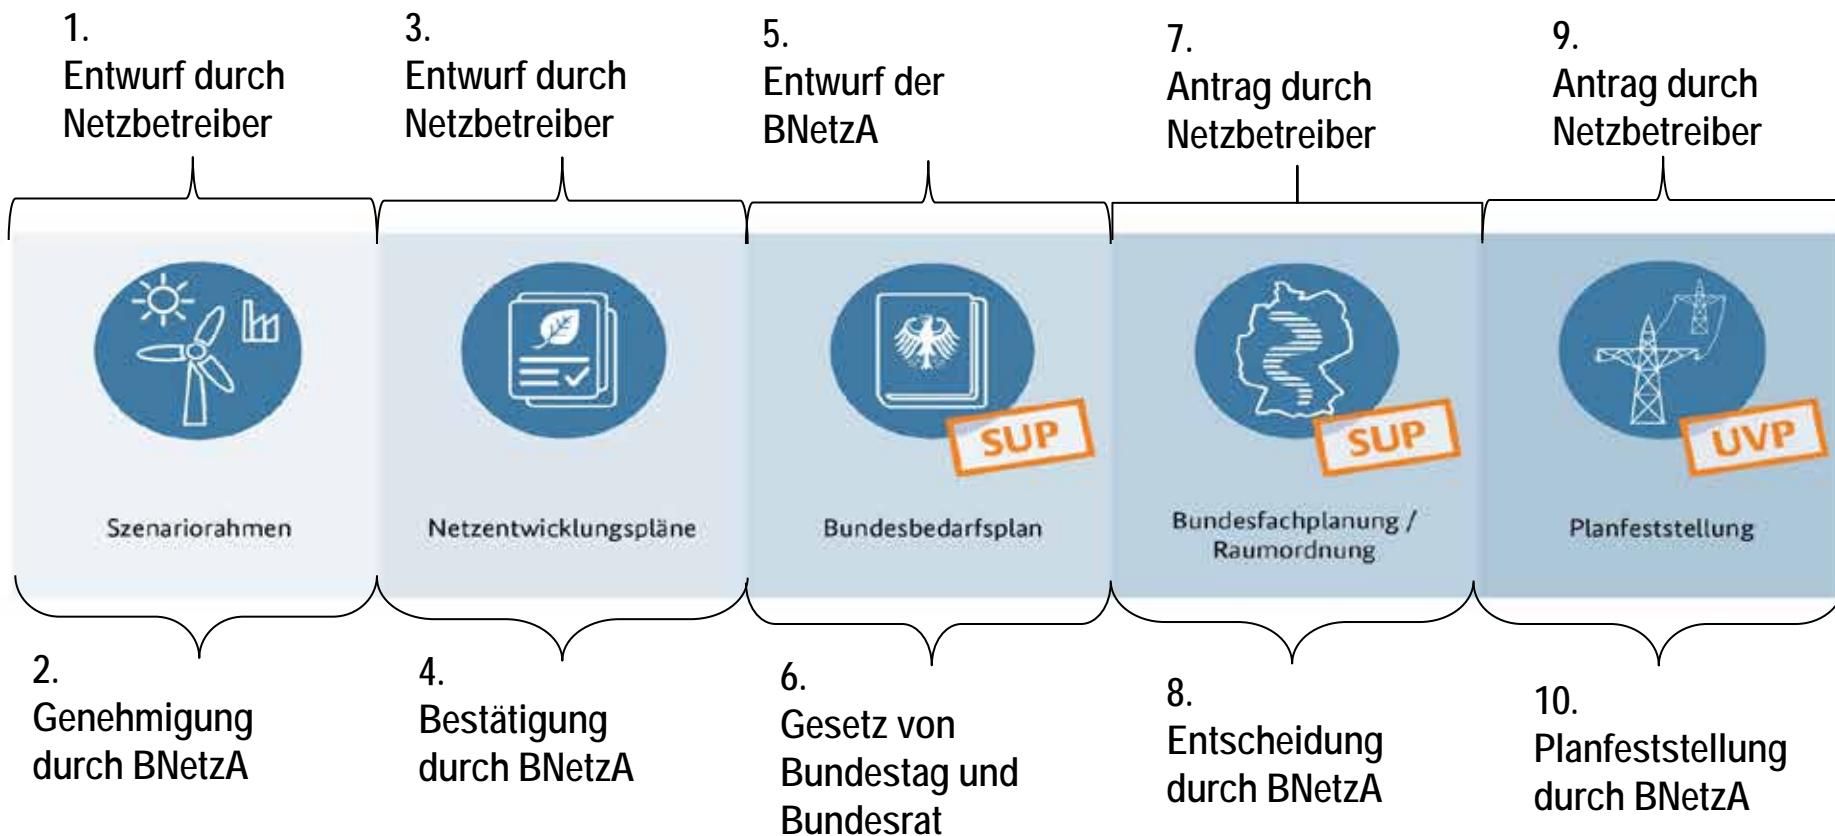 1.
Entwurf durch
Netzbetreiber
3.
Entwurf durch
Netzbetreiber
5.
Entwurf der
BNetzA
7.
Antrag durch
Netzbetreiber
9.
Antrag durch
Netzbetreiber
SUP
SUP
UVP
Szenariorahmen
Netzentwicklungspläne
Bundesbedarfsplan
Bundesfachplanung /
Raumordnung
Planfeststellung
2.
Genehmigung
durch BNetzA
4.
Bestätigung
durch BNetzA
6.
Gesetz von
Bundestag und
Bundesrat
8.
Entscheidung
durch BNetzA
10.
Planfeststellung
durch BNetzA